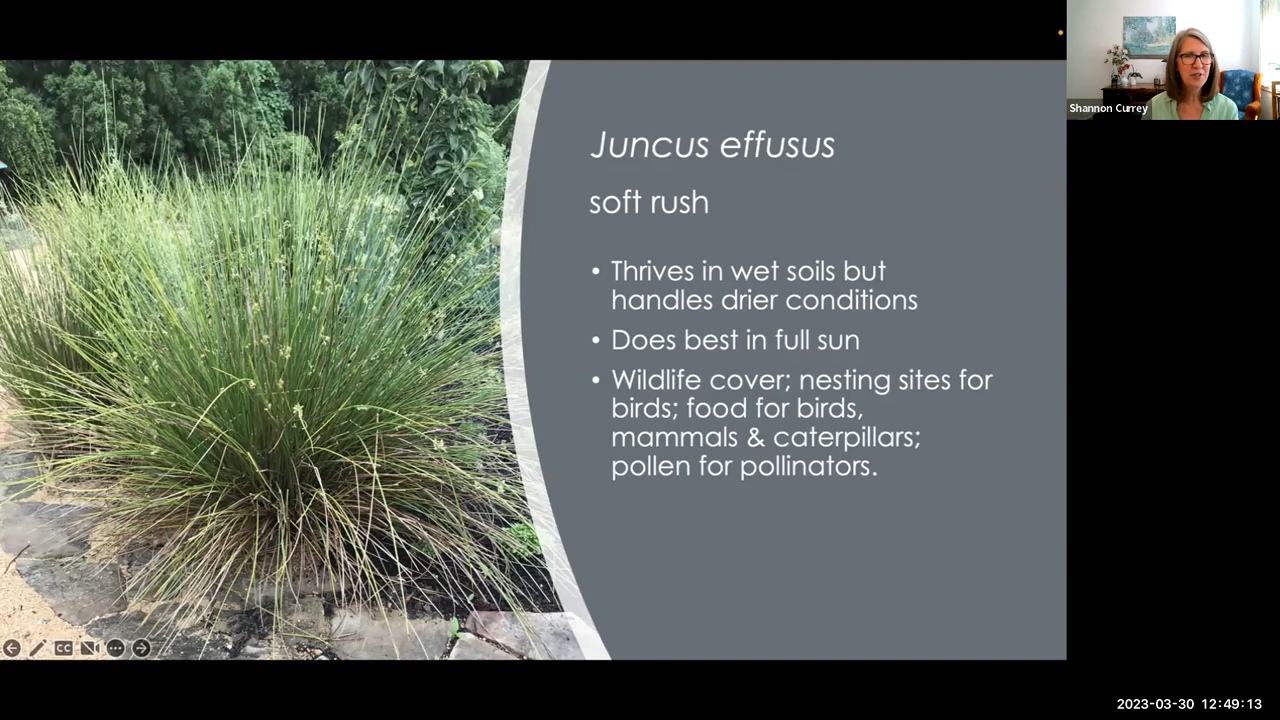 Shannon Currey
Juncus effusus
soft rush
• Thrives in wet soils but
handles drier conditions
• Does best in full sun
• Wildlife cover; nesting sites for
birds; food for birds,
mammals & caterpillars;
pollen for pollinators.
CC
2023-03-30 12:49:13